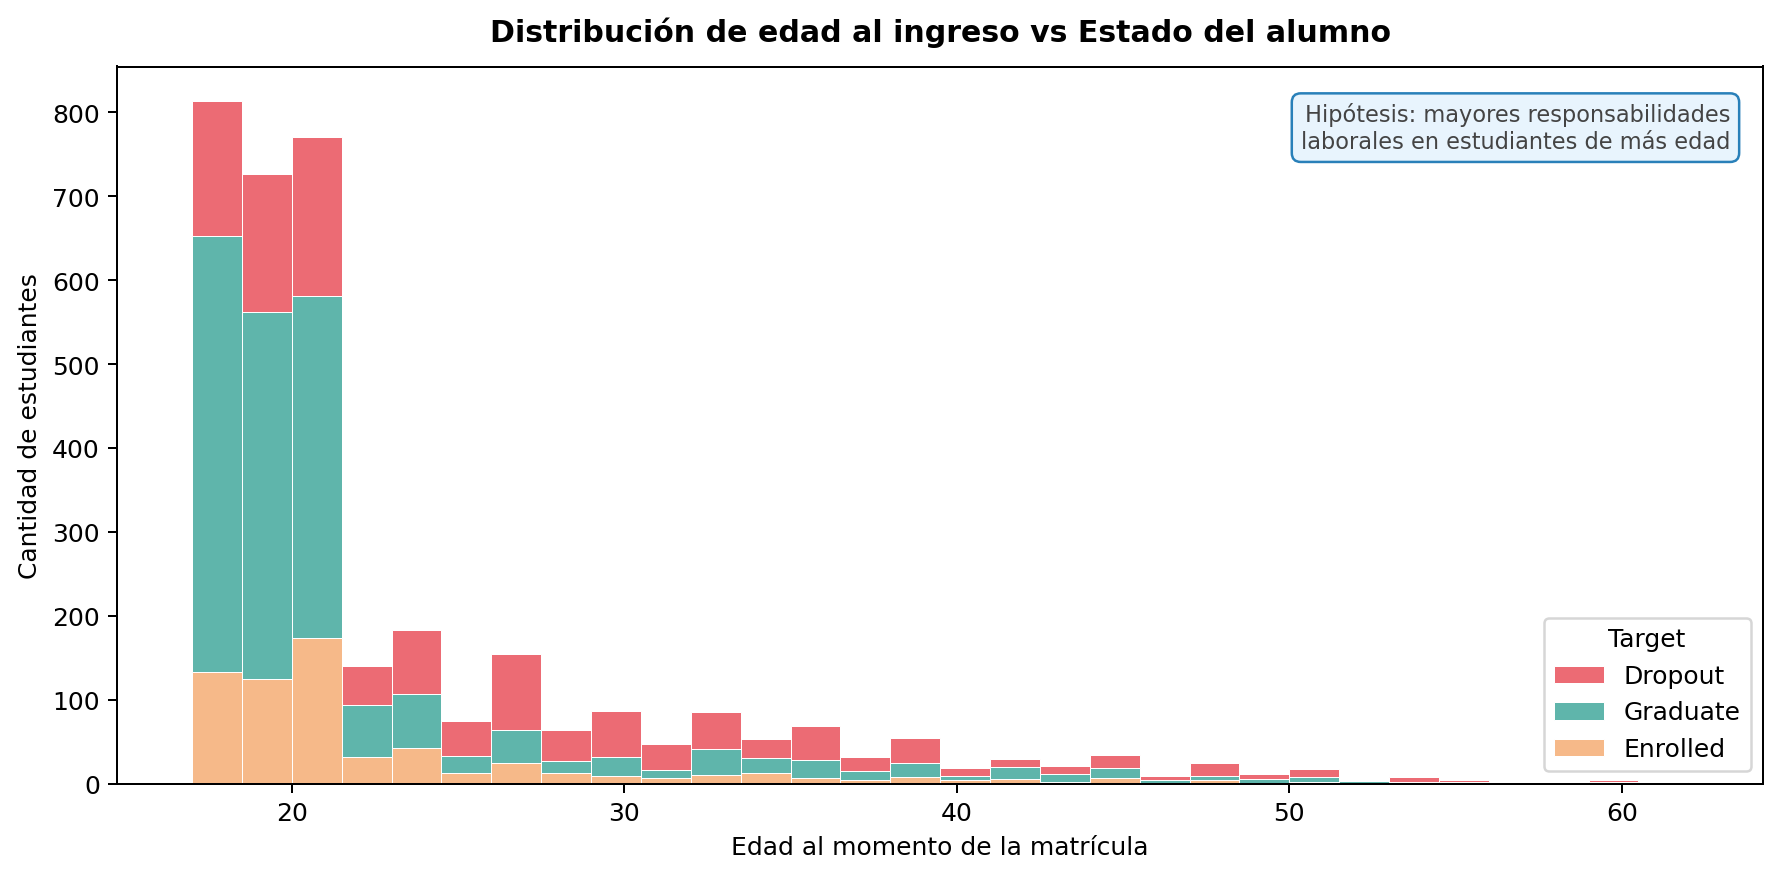 Distribución de edad al ingreso vs Estado del alumno
Hipótesis: mayores responsabilidades
laborales en estudiantes de más edad
Cantidad de estudiantes
800
700
600
500
400
300
200
100
0
Target
Dropout
Graduate
Enrolled
20
30
40
50
60
Edad al momento de la matrícula